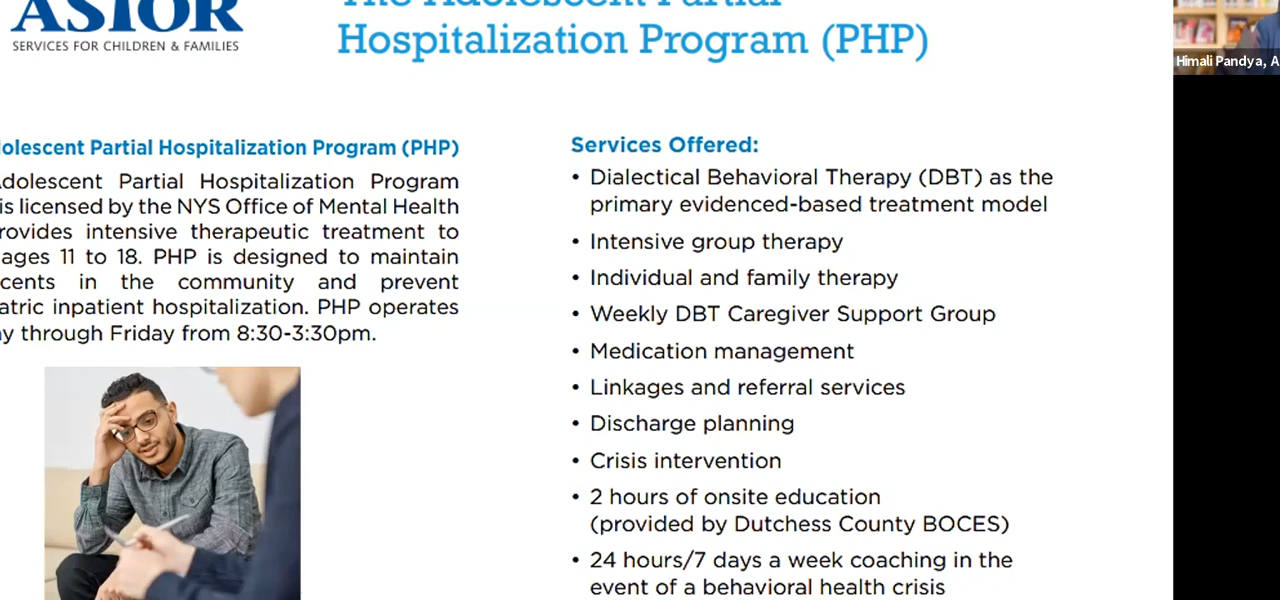 ASTOR
SERVICES FOR CHILDREN & FAMILIES
The Adolescent Partial
Hospitalization Program (PHP)
olescent Partial Hospitalization Program (PHP)
dolescent Partial Hospitalization Program
is licensed by the NYS Office of Mental Health
rovides intensive therapeutic treatment to
ages 11 to 18. PHP is designed to maintain
cents in the community and prevent
atric inpatient hospitalization. PHP operates
y through Friday from 8:30-3:30pm.
Services Offered:
• Dialectical Behavioral Therapy (DBT) as the
primary evidenced-based treatment model
• Intensive group therapy
• Individual and family therapy
• Weekly DBT Caregiver Support Group
• Medication management
• Linkages and referral services
• Discharge planning
• Crisis intervention
• 2 hours of onsite education
(provided by Dutchess County BOCES)
• 24 hours/7 days a week coaching in the
event of a behavioral health crisis
Himali Pandya, A